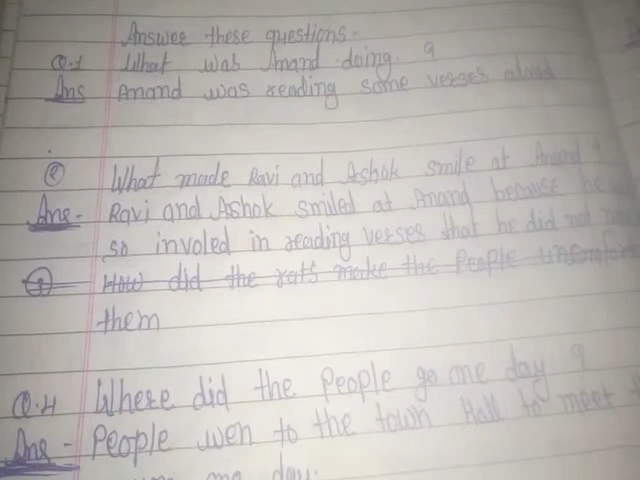 Answer these questions-
Q.1 What was Anand doing. ?
Ans Anand was reading some verses aloud
② What made Ravi and Ashok smile at Anand ?
Ans- Ravi and Ashok smiled at Anand because he
so involed in reading verses that he did not
③ How did the rats make the People
them
Q.4 Where did the People go one day ?
Ans- People wen to the town Hall to meet
day.